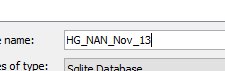 e name: HG_NAN_Nov_13
es of type: Sqlite Database